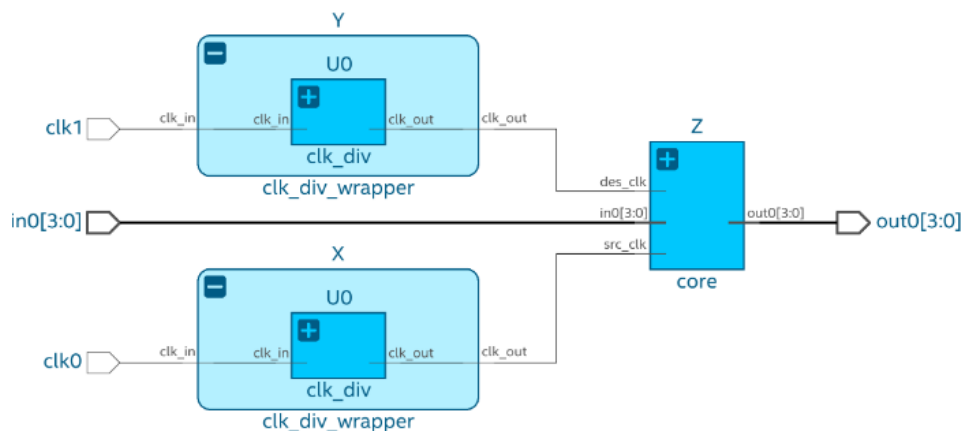 Y
U0
clk1
clk_in
clk_in
clk_out
clk_out
clk_div
clk_div_wrapper
Z
des_clk
in0[3:0]
in0[3:0]
out0[3:0]
out0[3:0]
src_clk
core
X
U0
clk0
clk_in
clk_in
clk_out
clk_out
clk_div
clk_div_wrapper